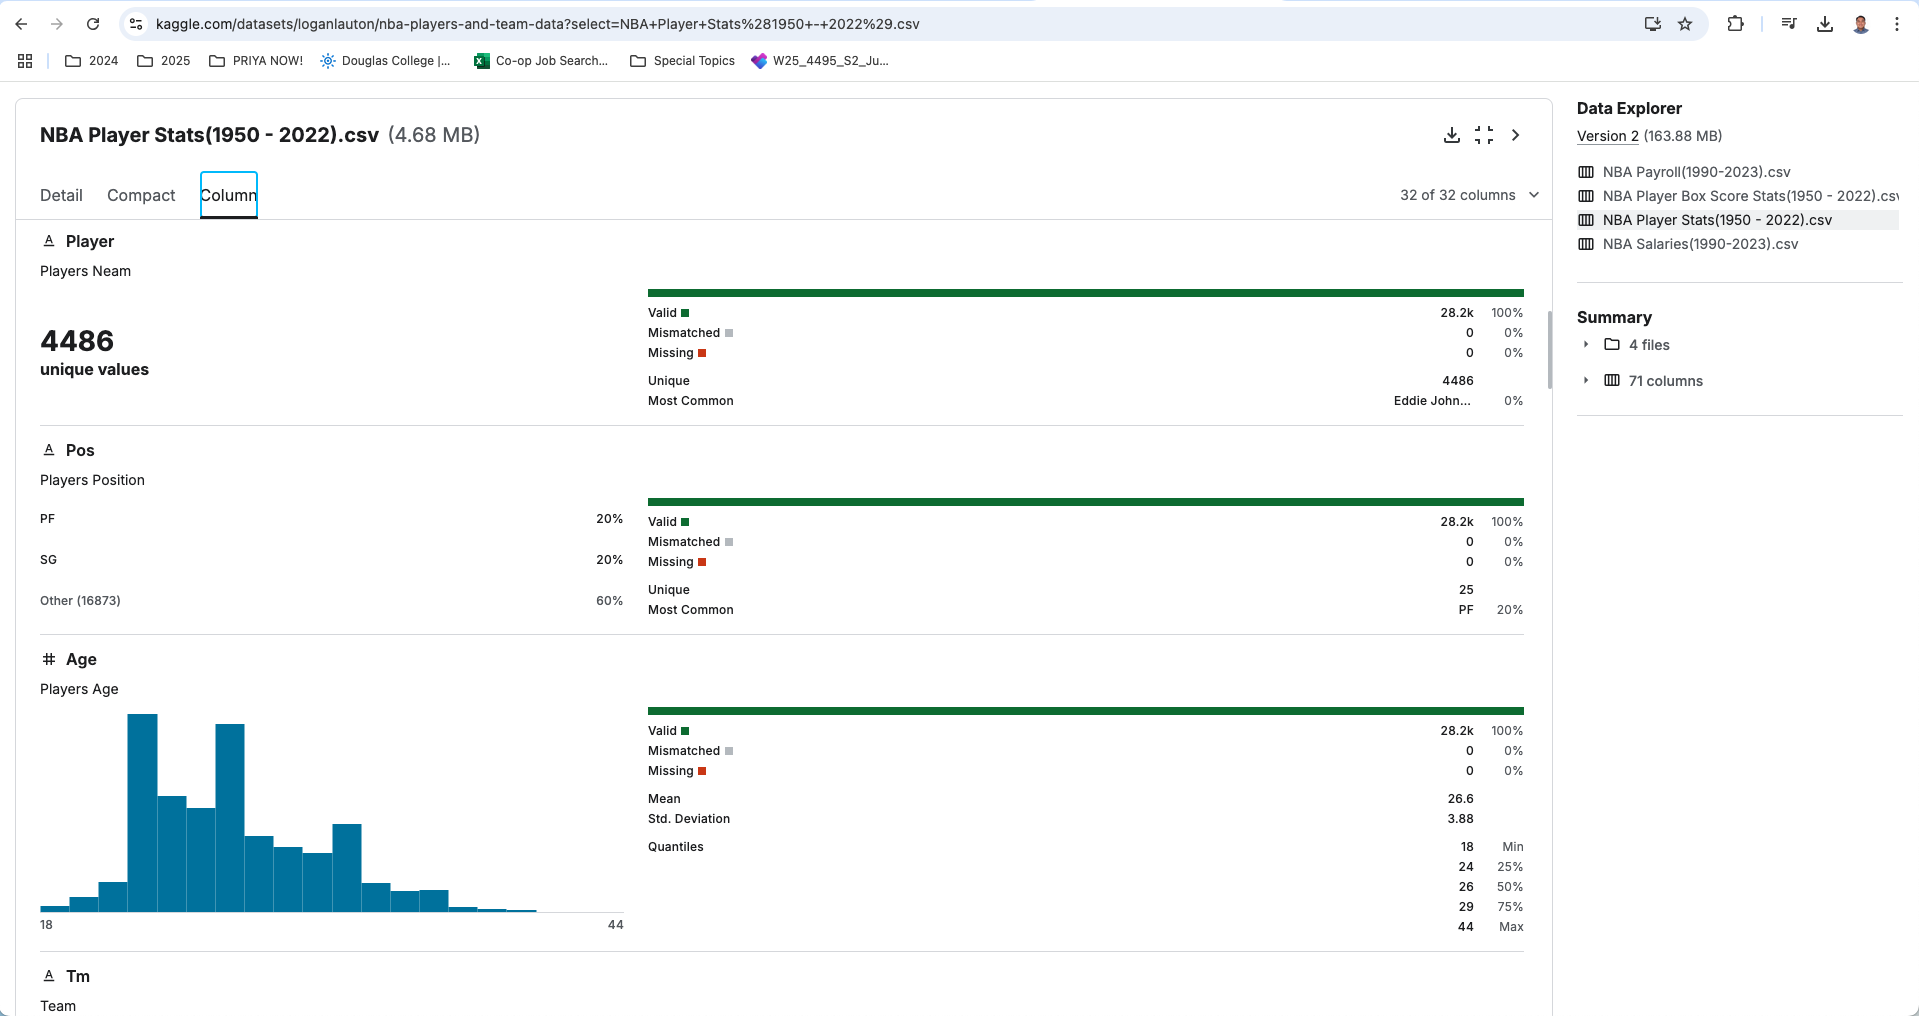 kaggle.com/datasets/loganlauton/nba-players-and-team-data?select=NBA+Player+Stats%281950+-+2022%29.csv
2024
2025
PRIYA NOW!
Douglas College |...
Co-op Job Search...
Special Topics
W25_4495_S2_Ju...
NBA Player Stats(1950 - 2022).csv (4.68 MB)
Detail
Compact
Column
32 of 32 columns
Player
Players Neam
4486
unique values
Valid 28.2k 100%
Mismatched 0 0%
Missing 0 0%
Unique 4486
Most Common Eddie John... 0%
Pos
Players Position
PF 20%
SG 20%
Other (16873) 60%
Valid 28.2k 100%
Mismatched 0 0%
Missing 0 0%
Unique 25
Most Common PF 20%
Age
Players Age
18 44
Valid 28.2k 100%
Mismatched 0 0%
Missing 0 0%
Mean 26.6
Std. Deviation 3.88
Quantiles 18 Min
24 25%
26 50%
29 75%
44 Max
Tm
Team
Data Explorer
Version 2 (163.88 MB)
NBA Payroll(1990-2023).csv
NBA Player Box Score Stats(1950 - 2022).csv
NBA Player Stats(1950 - 2022).csv
NBA Salaries(1990-2023).csv
Summary
4 files
71 columns